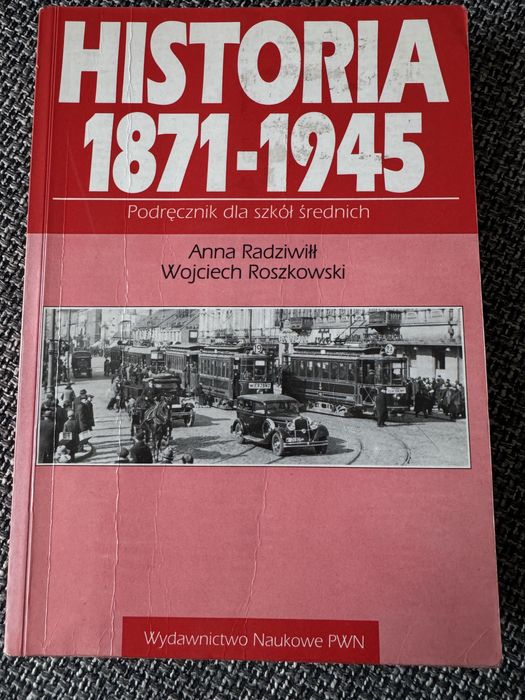 HISTORIA
1871-1945
Podręcznik dla szkół średnich
Anna Radziwiłł
Wojciech Roszkowski
Wydawnictwo Naukowe PWN